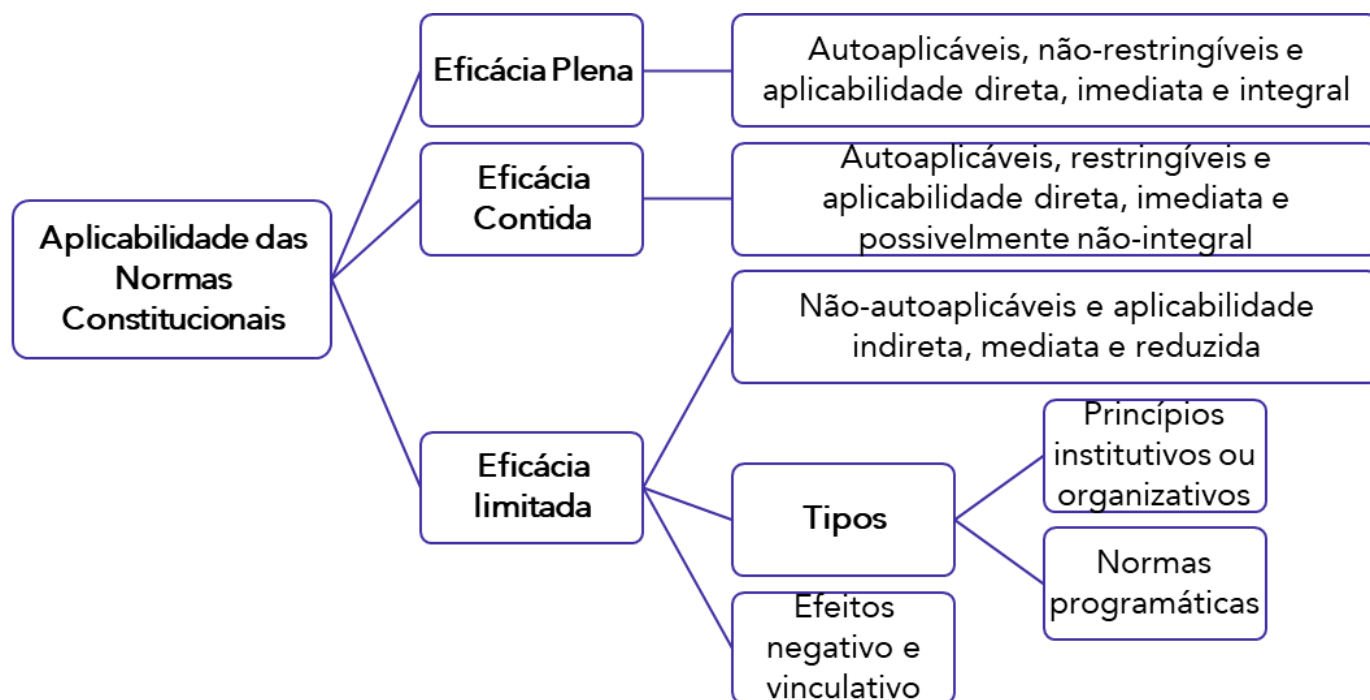 Eficácia Plena
Autoaplicáveis, não-restringíveis e
aplicabilidade direta, imediata e integral
Eficácia
Contida
Autoaplicáveis, restringíveis e
aplicabilidade direta, imediata e
possivelmente não-integral
Aplicabilidade das
Normas
Constitucionais
Não-autoaplicáveis e aplicabilidade
indireta, mediata e reduzida
Eficácia
limitada
Tipos
Princípios
institutivos ou
organizativos
Normas
programáticas
Efeitos
negativo e
vinculativo